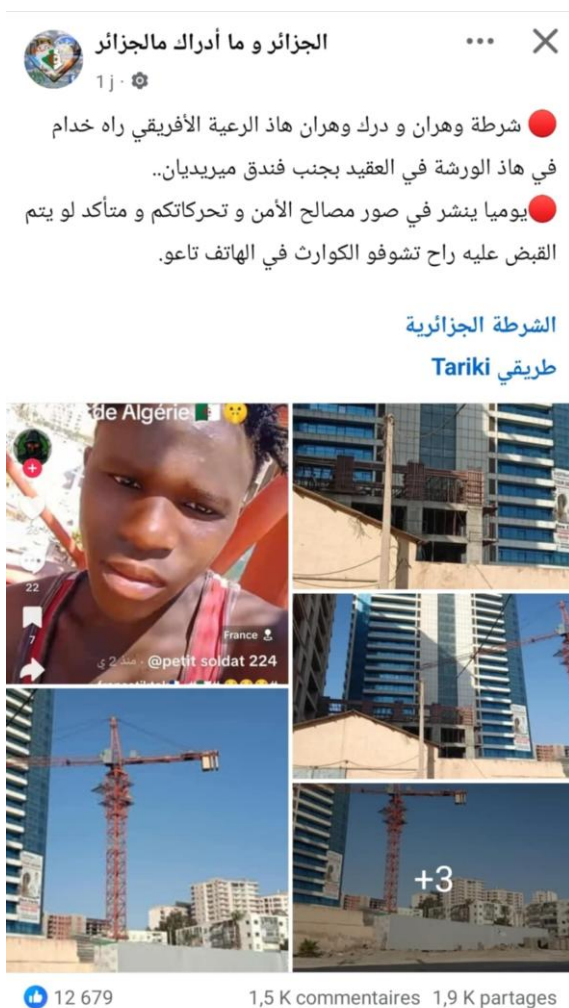 الجزائر و ما أدراك مالجزائر
1 j ·
🔴 شرطة وهران و درك وهران هاذ الرعية الأفريقي راه خدام
في هاذ الورشة في العقيد بجنب فندق ميريديان..
🔴يوميا ينشر في صور مصالح الأمن و تحركاتكم و متأكد لو يتم
القبض عليه راح تشوفو الكوارث في الهاتف تاعو.
الشرطة الجزائرية
طريقي Tariki
de Algérie 🇩🇿
22
7
France
@petit soldat 224 · منذ 2 ي
+3
12 679
1,5 K commentaires 1,9 K partages